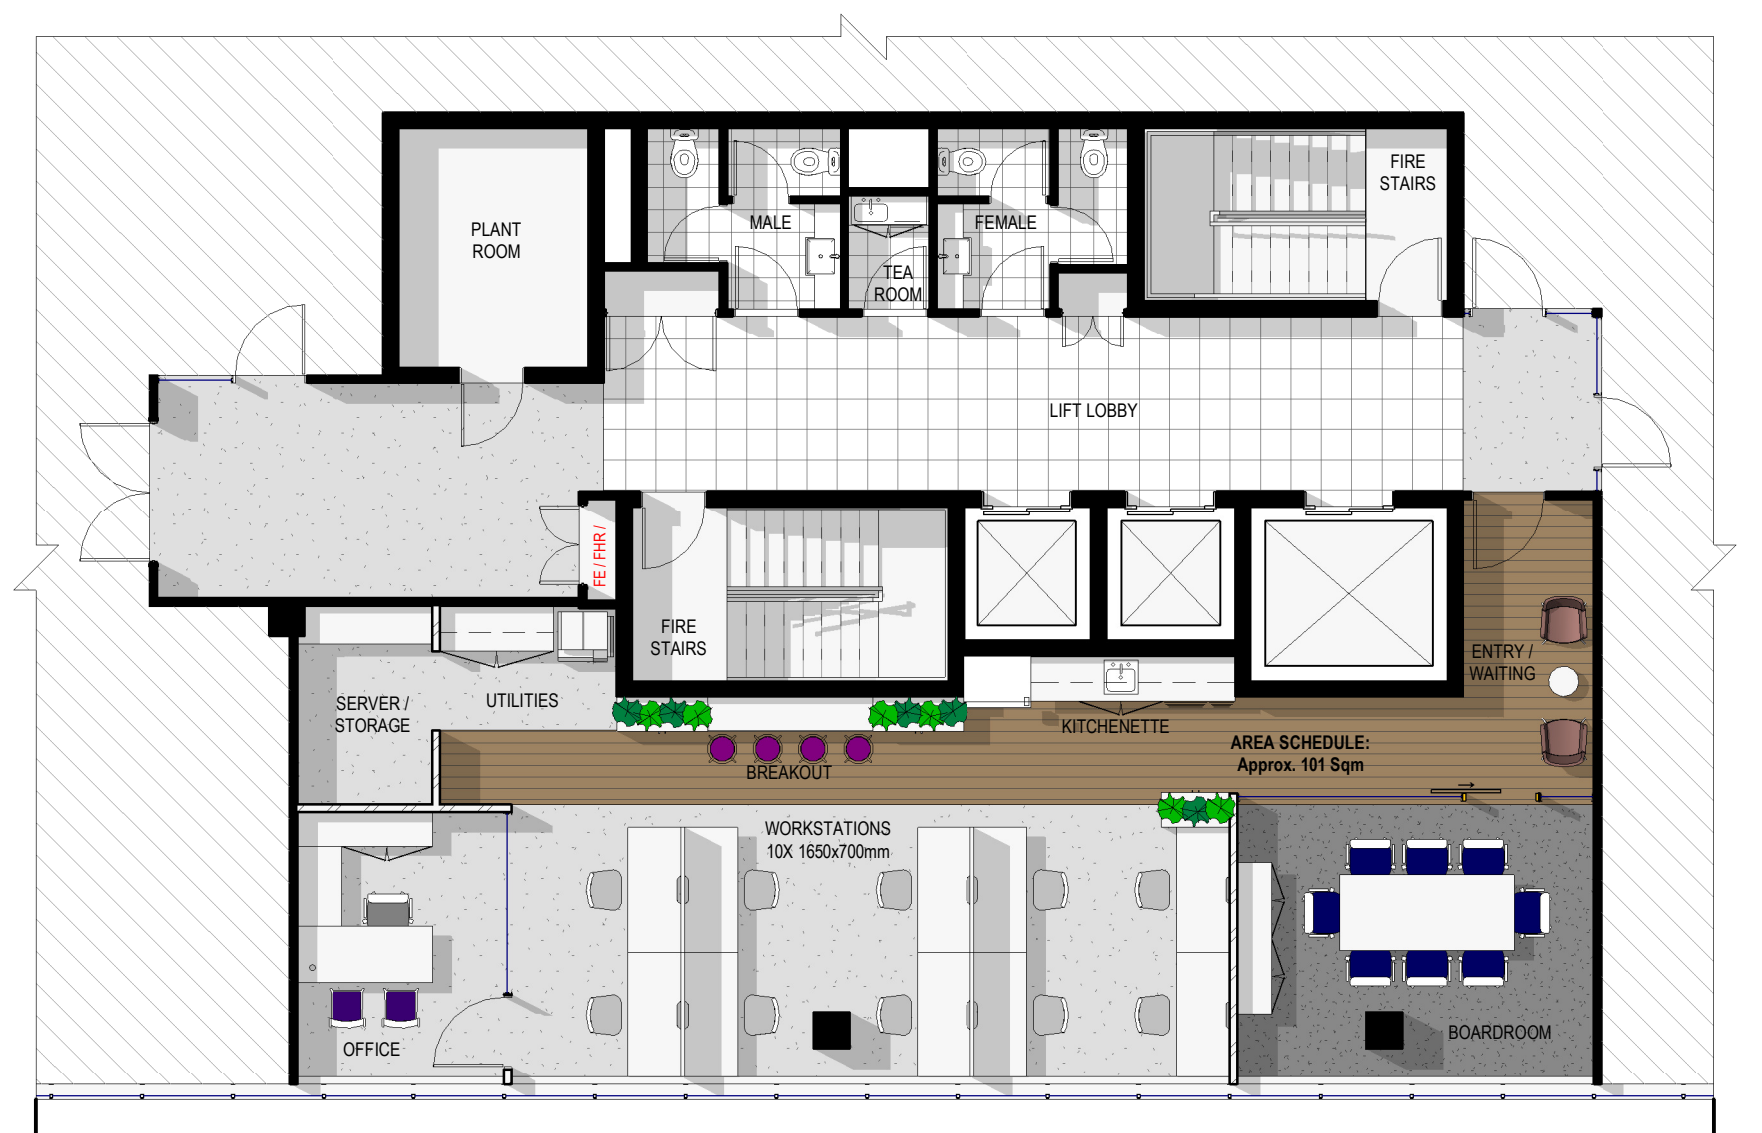 FIRE
STAIRS
PLANT
ROOM
MALE
FEMALE
TEA
ROOM
LIFT LOBBY
FE / FHR /
FIRE
STAIRS
ENTRY /
WAITING
SERVER /
STORAGE
UTILITIES
KITCHENETTE
BREAKOUT
AREA SCHEDULE:
Approx. 101 Sqm
WORKSTATIONS
10X 1650x700mm
OFFICE
BOARDROOM